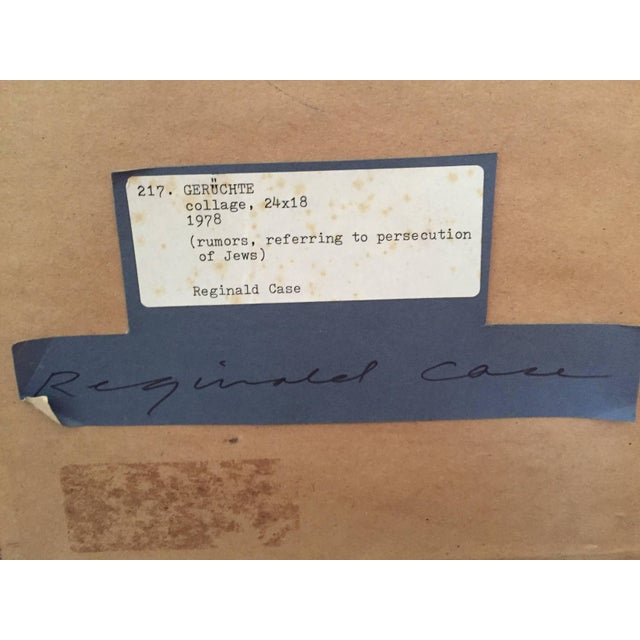 217. GERÜCHTE
collage, 24x18
1978
(rumors, referring to persecution
of Jews)
Reginald Case
Reginald Case